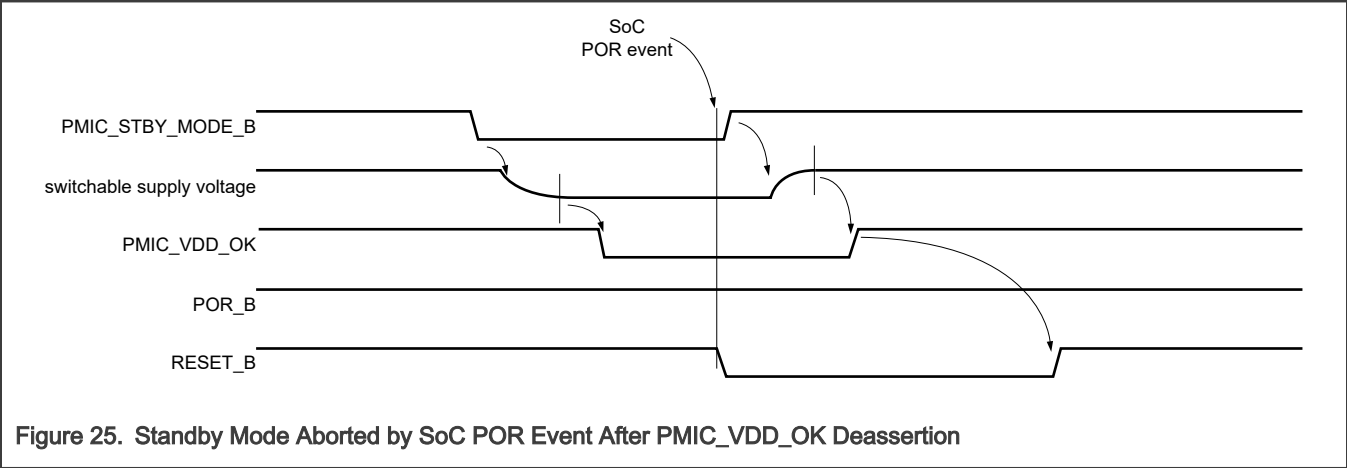 SoC
POR event
PMIC_STBY_MODE_B
switchable supply voltage
PMIC_VDD_OK
POR_B
RESET_B
Figure 25. Standby Mode Aborted by SoC POR Event After PMIC_VDD_OK Deassertion